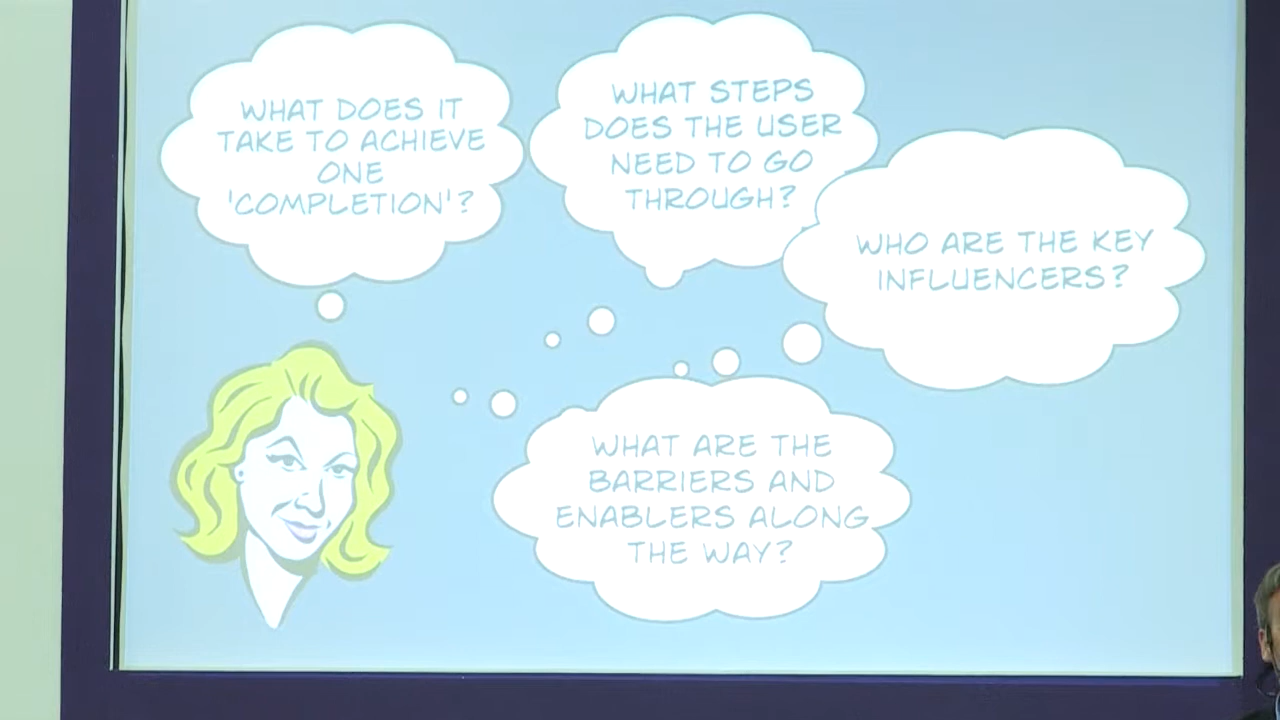 WHAT DOES IT
TAKE TO ACHIEVE
ONE
'COMPLETION'?
WHAT STEPS
DOES THE USER
NEED TO GO
THROUGH?
WHO ARE THE KEY
INFLUENCERS?
WHAT ARE THE
BARRIERS AND
ENABLERS ALONG
THE WAY?